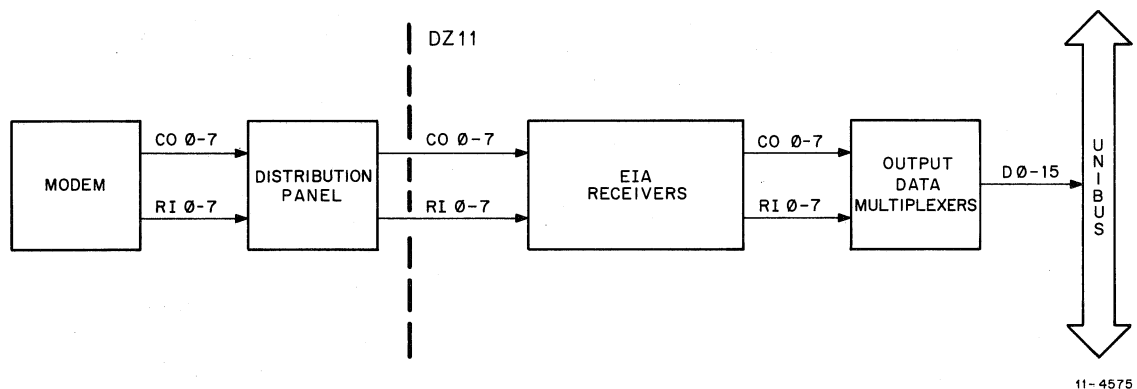 DZ11
MODEM
CO Ø-7
RI Ø-7
DISTRIBUTION
PANEL
CO Ø-7
RI Ø-7
EIA
RECEIVERS
CO Ø-7
RI Ø-7
OUTPUT
DATA
MULTIPLEXERS
DØ-15
UNIBUS
11-4575